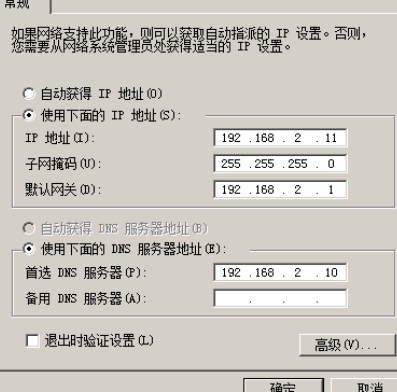 常规
如果网络支持此功能，则可以获取自动指派的 IP 设置。否则，
您需要从网络系统管理员处获得适当的 IP 设置。
自动获得 IP 地址(O)
使用下面的 IP 地址(S):
IP 地址(I): 192 .168 . 2 . 11
子网掩码(U): 255 .255 .255 . 0
默认网关(D): 192 .168 . 2 . 1
自动获得 DNS 服务器地址(B)
使用下面的 DNS 服务器地址(E):
首选 DNS 服务器(P): 192 .168 . 2 . 10
备用 DNS 服务器(A): . . .
退出时验证设置(L)
高级(V)...
确定 取消